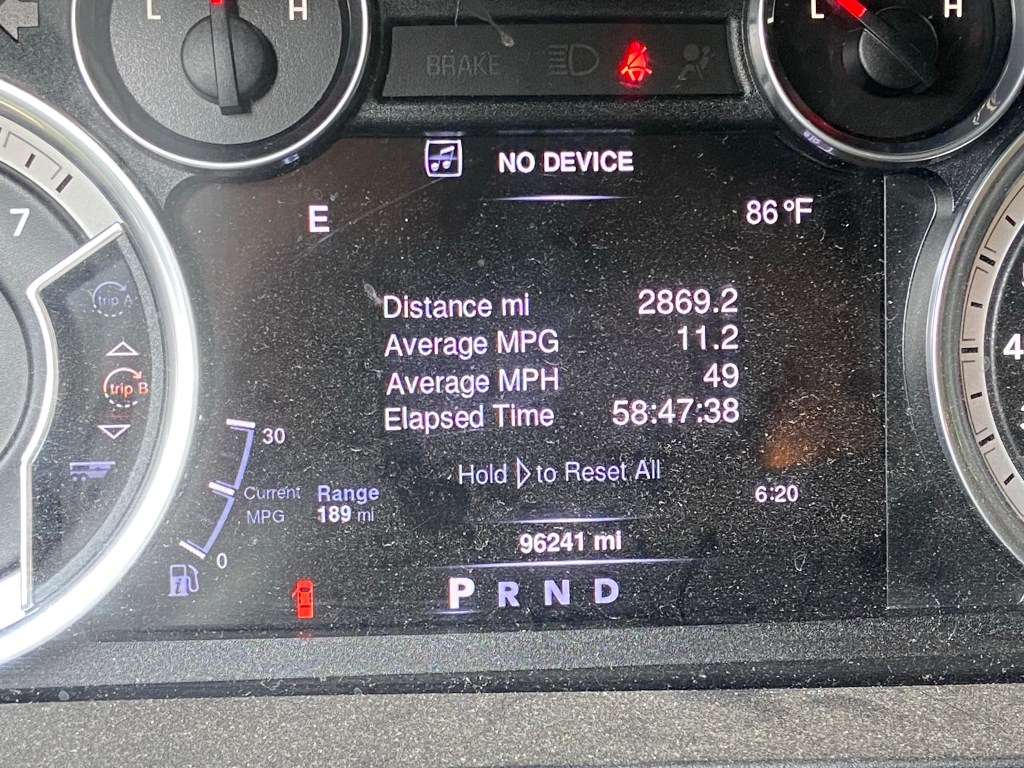 L H
BRAKE
L H
NO DEVICE
E
86°F
7
trip A
Distance mi 2869.2
Average MPG 11.2
4
trip B
Average MPH 49
Elapsed Time 58:47:38
30
Hold ▷ to Reset All
Current MPG
Range
189 mi
6:20
0
96241 mi
P R N D